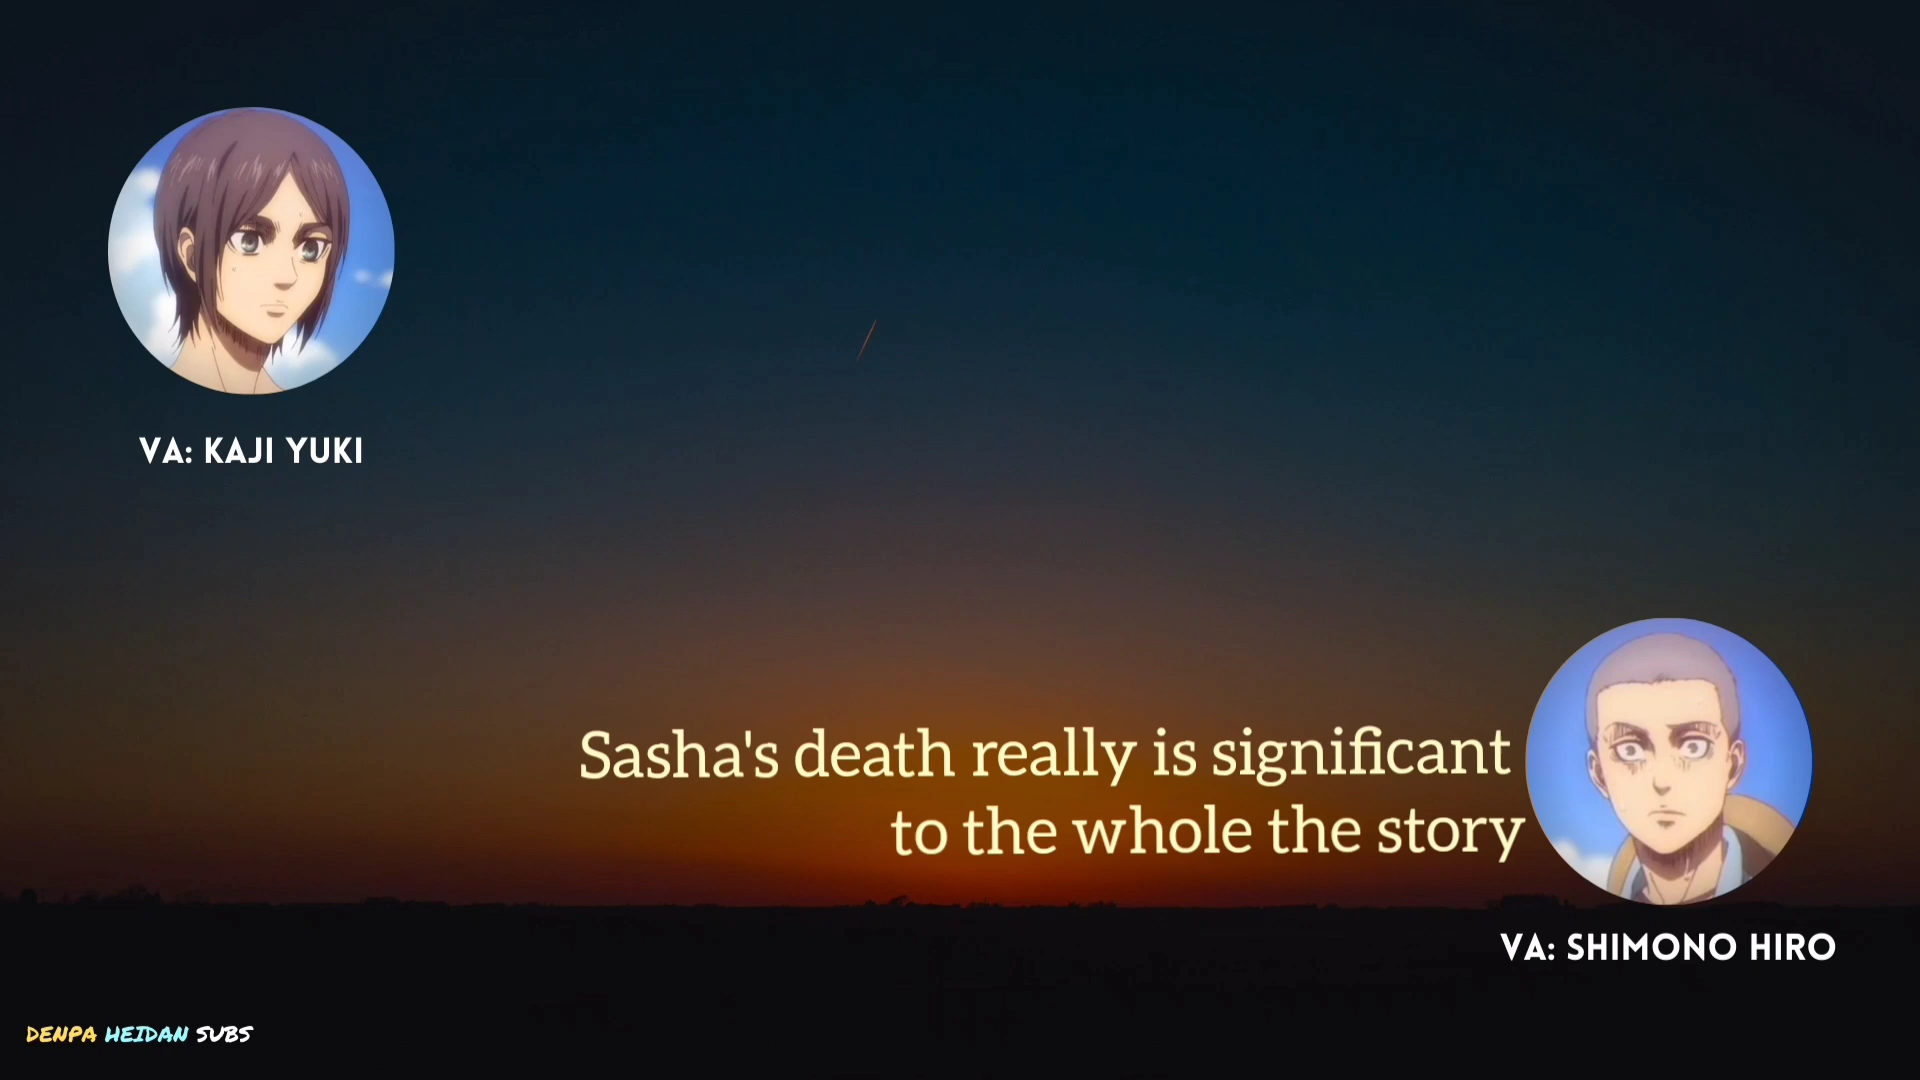 VA: KAJI YUKI
Sasha's death really is significant
to the whole the story
VA: SHIMONO HIRO
DENPA HEIDAN SUBS